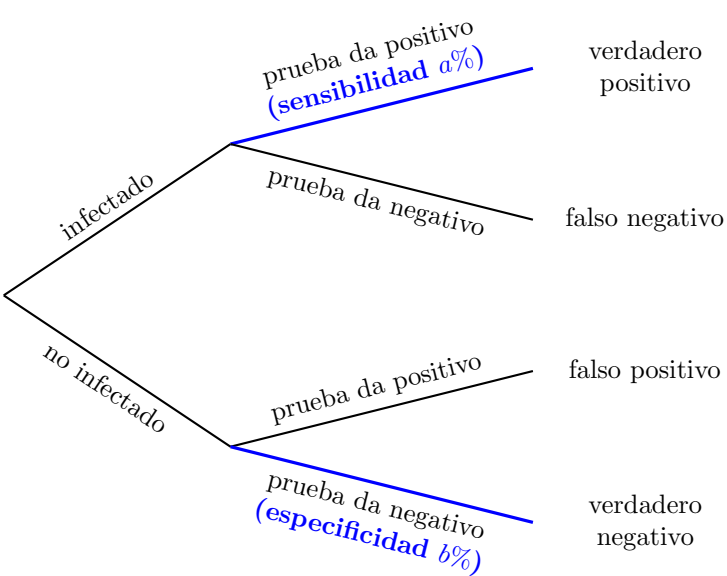 prueba da positivo
(sensibilidad a%)
verdadero
positivo
infectado
prueba da negativo
falso negativo
no infectado
prueba da positivo
falso positivo
prueba da negativo
(especificidad b%)
verdadero
negativo